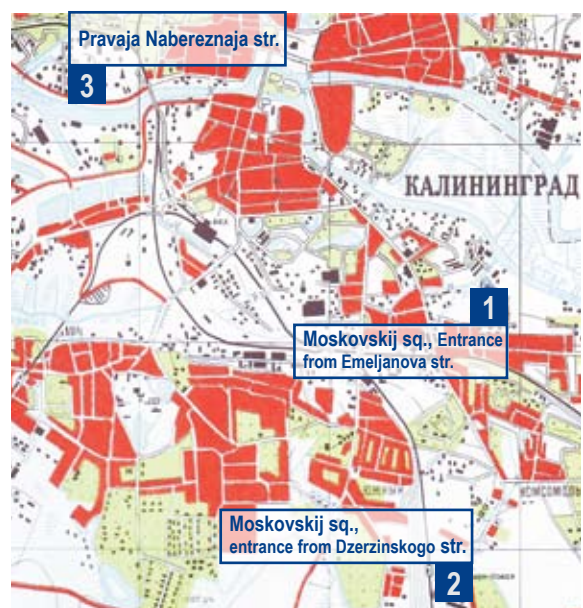 Pravaja Nabereznaja str.
3
КАЛИНИНГРАД
1
Moskovskij sq., Entrance
from Emeljanova str.
Moskovskij sq.,
entrance from Dzerzinskogo str.
2